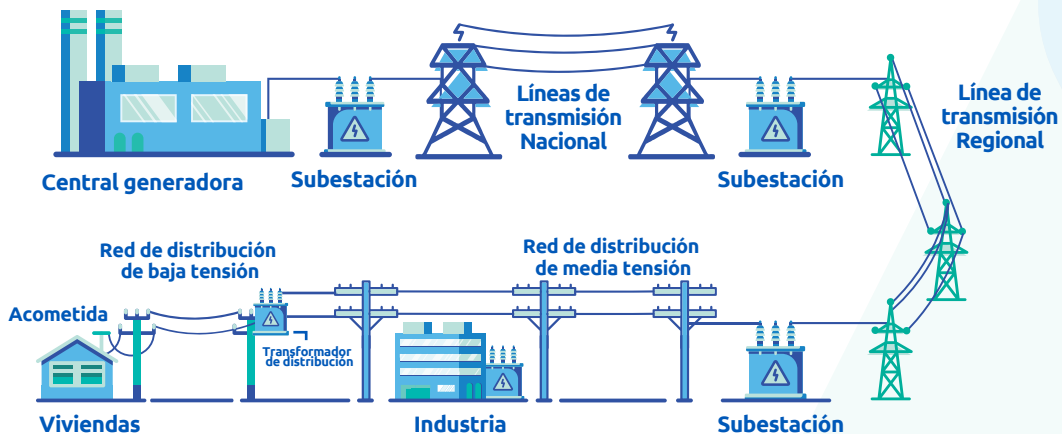 Central generadora
Subestación
Líneas de
transmisión
Nacional
Subestación
Línea de
transmisión
Regional
Red de distribución
de baja tensión
Red de distribución
de media tensión
Acometida
Transformador
de distribución
Viviendas
Industria
Subestación